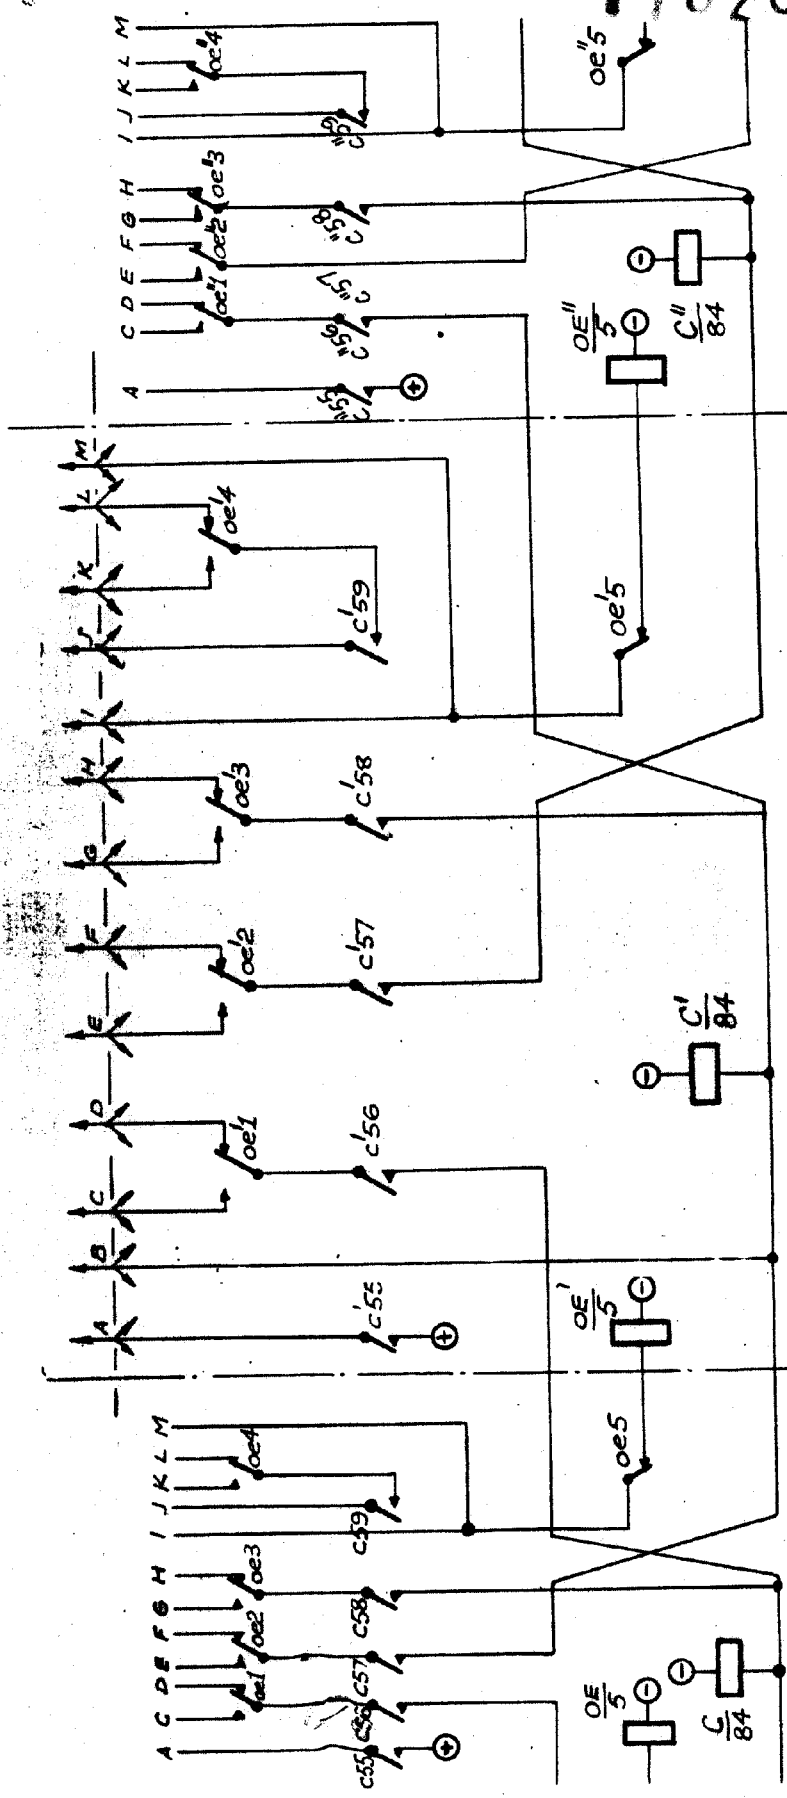 M
L
K
J
I
oe"4
c"59
oe"5
H
G
F
E
D
C
oe"3
oe"2
oe"1
c"58
c"57
c"56
A
c"55
OE"/5
C"/84
M
L
K
J
I
H
G
F
E
D
C
B
A
oe'4
c'59
oe'5
oe'3
c'58
oe'2
c'57
oe'1
c'56
c'55
C'/84
OE'/5
M
L
K
J
I
oe4
c59
oe5
H
G
F
E
D
C
A
oe3
oe2
oe1
c58
c57
c56
c55
OE/5
C/84